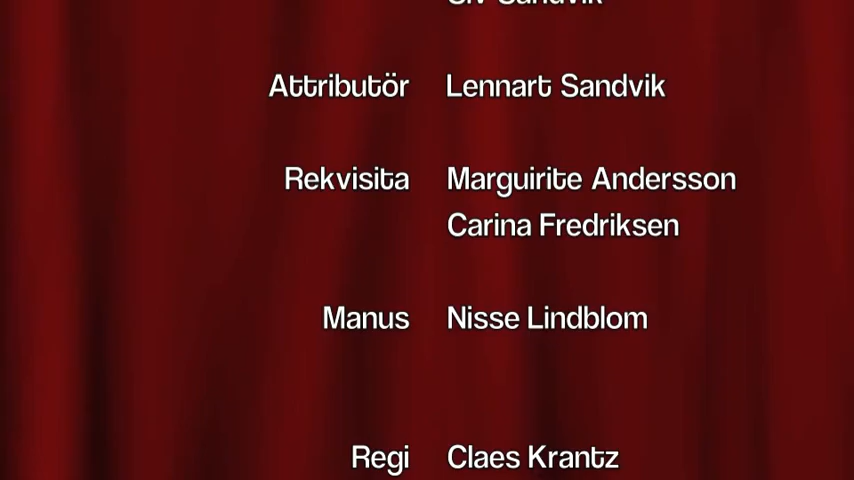 Attributör Lennart Sandvik
Rekvisita Marguirite Andersson
Carina Fredriksen
Manus Nisse Lindblom
Regi Claes Krantz